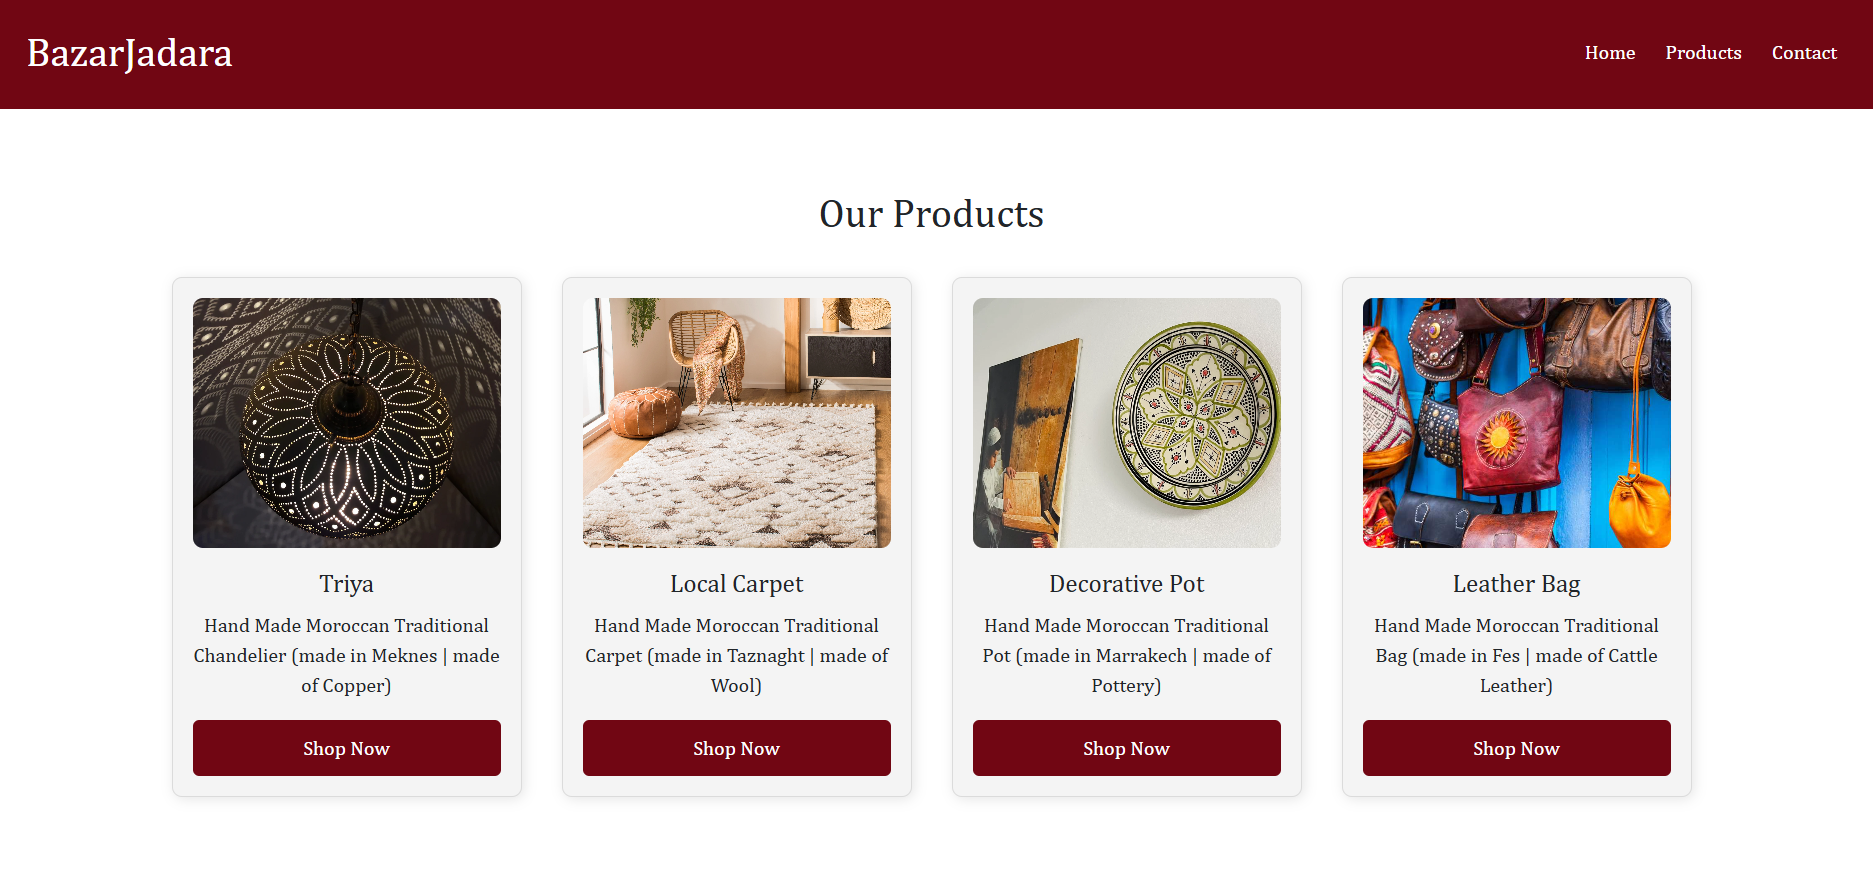 BazarJadara
Home Products Contact
Our Products
Triya
Hand Made Moroccan Traditional
Chandelier (made in Meknes | made
of Copper)
Shop Now
Local Carpet
Hand Made Moroccan Traditional
Carpet (made in Taznaght | made of
Wool)
Shop Now
Decorative Pot
Hand Made Moroccan Traditional
Pot (made in Marrakech | made of
Pottery)
Shop Now
Leather Bag
Hand Made Moroccan Traditional
Bag (made in Fes | made of Cattle
Leather)
Shop Now